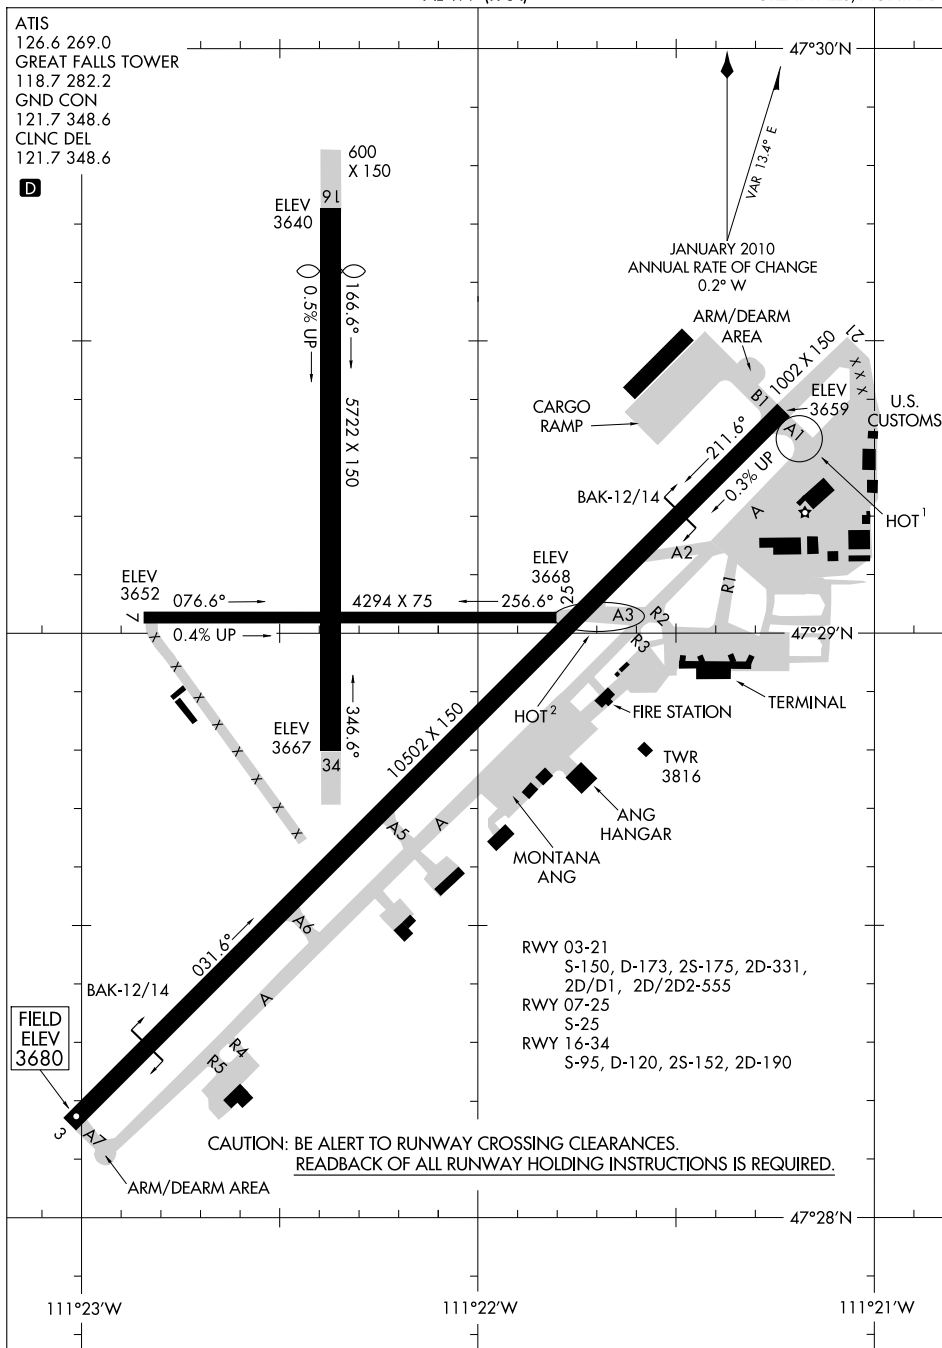 ATIS
126.6 269.0
GREAT FALLS TOWER
118.7 282.2
GND CON
121.7 348.6
CLNC DEL
121.7 348.6
D
47°30'N
600
X 150
16
ELEV
3640
0.5% UP
166.6°
5722 X 150
VAR 13.4° E
JANUARY 2010
ANNUAL RATE OF CHANGE
0.2° W
ARM/DEARM
AREA
21
X X X
1002 X 150
B1
ELEV
3659
U.S.
CUSTOMS
A1
CARGO
RAMP
211.6°
0.3% UP
BAK-12/14
A
HOT1
A2
ELEV
3652
ELEV
3668
R1
076.6°
4294 X 75
256.6°
25
7
A3
R2
0.4% UP
47°29'N
R3
X X X X X X X X
TERMINAL
FIRE STATION
HOT2
ELEV
3667
346.6°
34
10502 X 150
TWR
3816
ANG
HANGAR
MONTANA
ANG
A5
A
A6
031.6°
RWY 03-21
S-150, D-173, 2S-175, 2D-331,
2D/D1, 2D/2D2-555
RWY 07-25
S-25
RWY 16-34
S-95, D-120, 2S-152, 2D-190
BAK-12/14
A
FIELD
ELEV
3680
R4
R5
3
A7
CAUTION: BE ALERT TO RUNWAY CROSSING CLEARANCES.
READBACK OF ALL RUNWAY HOLDING INSTRUCTIONS IS REQUIRED.
ARM/DEARM AREA
47°28'N
111°23'W
111°22'W
111°21'W